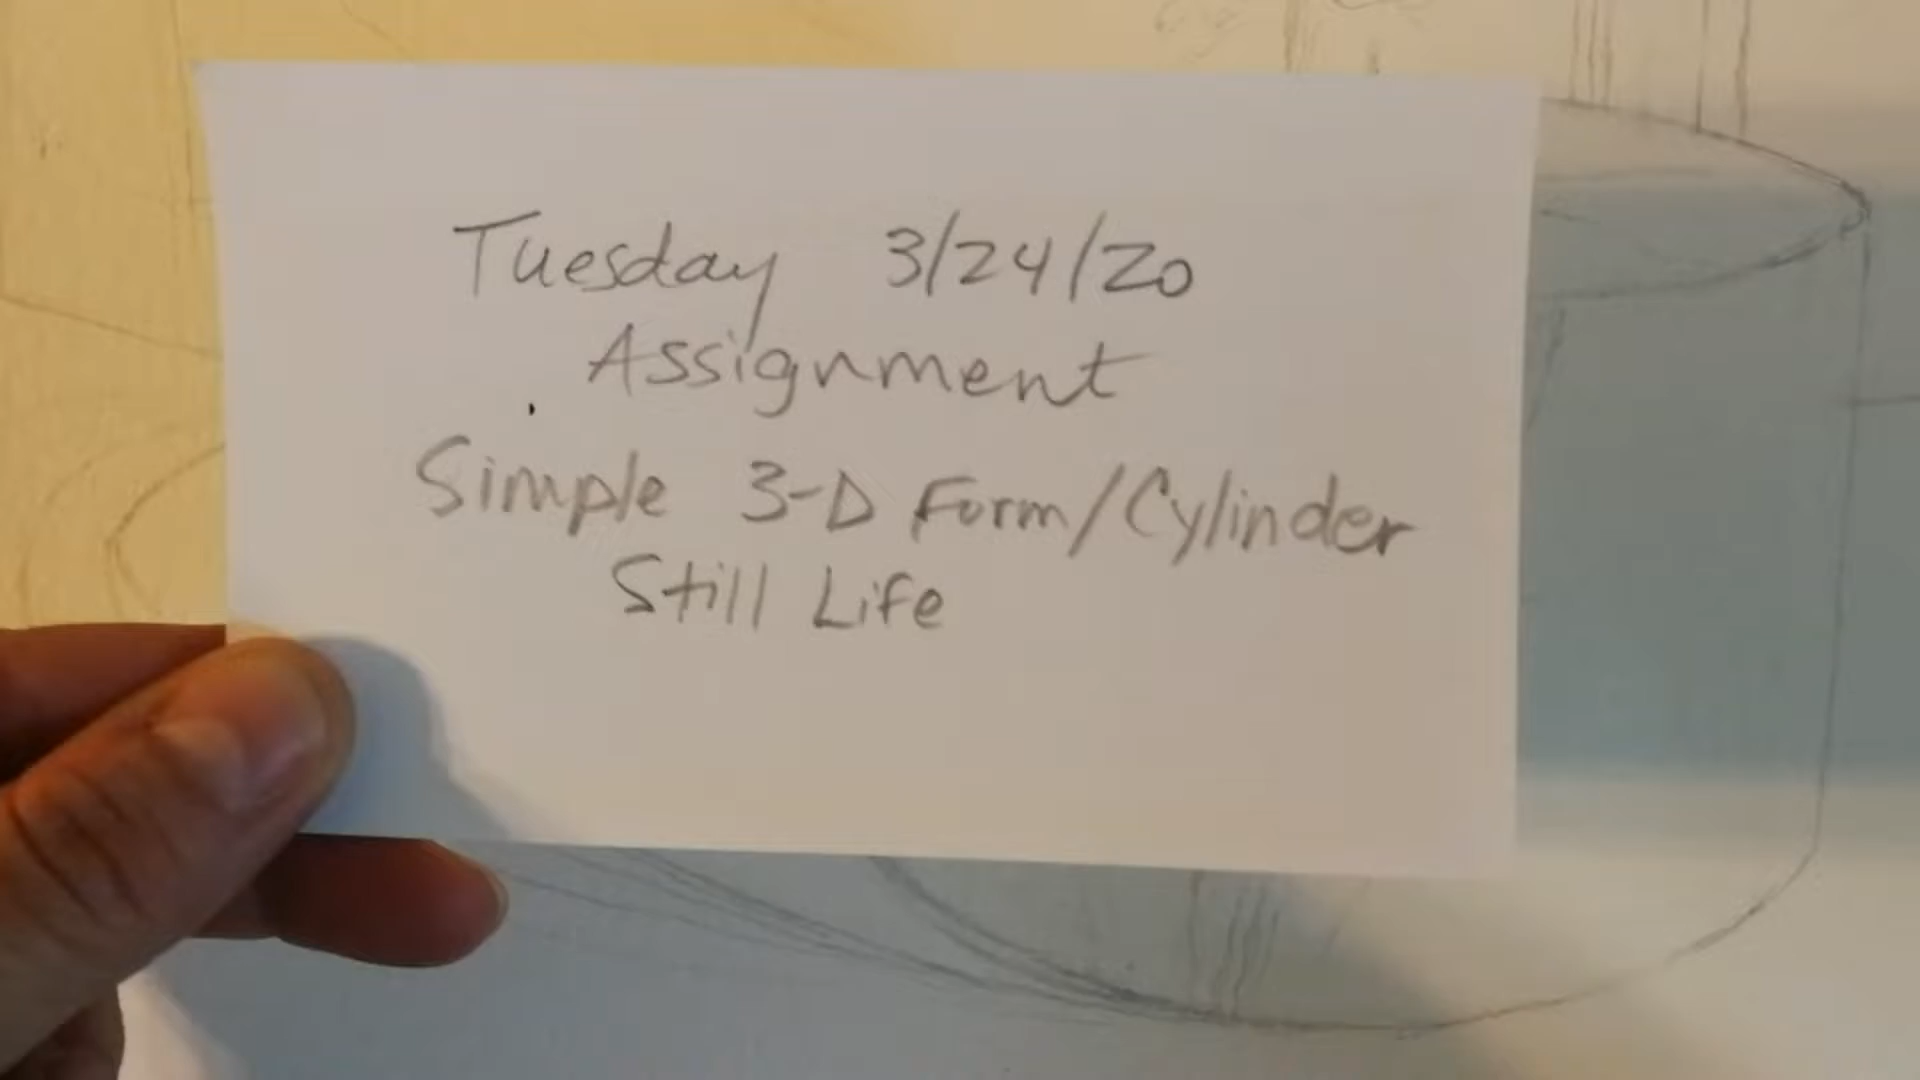 Tuesday 3/24/20
Assignment
Simple 3-D Form/Cylinder
Still Life